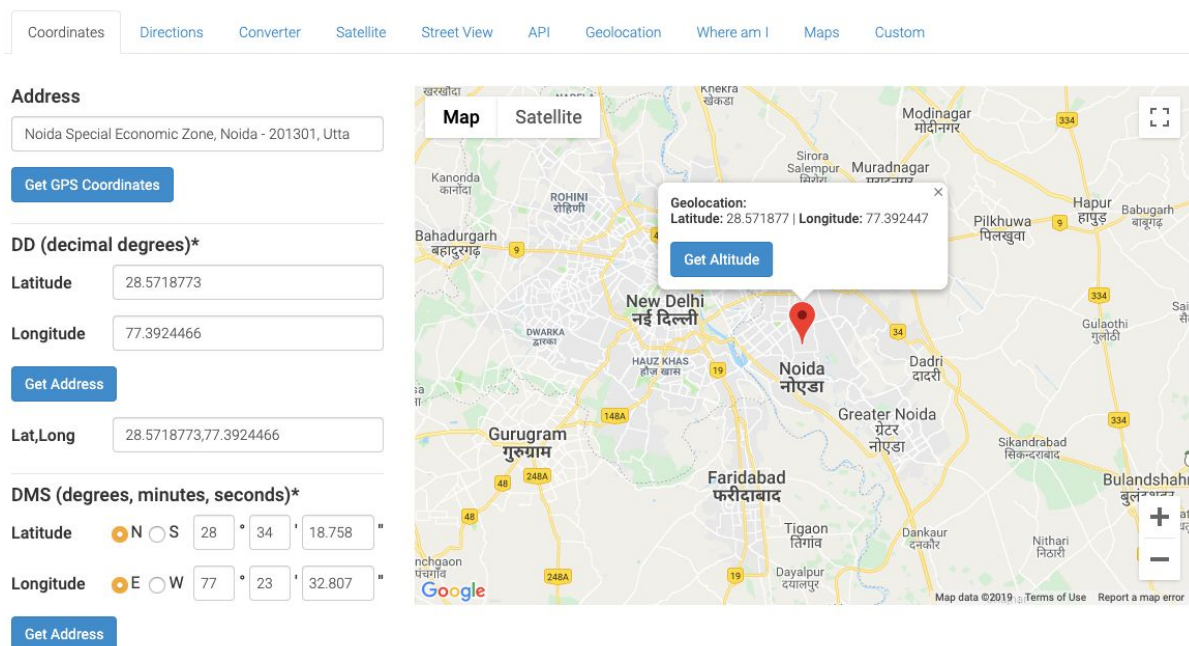 Coordinates Directions Converter Satellite Street View API Geolocation Where am I Maps Custom
Address
Noida Special Economic Zone, Noida - 201301, Utta
Get GPS Coordinates
DD (decimal degrees)*
Latitude 28.5718773
Longitude 77.3924466
Get Address
Lat,Long 28.5718773,77.3924466
DMS (degrees, minutes, seconds)*
Latitude N S 28 ° 34 ' 18.758 "
Longitude E W 77 ° 23 ' 32.807 "
Get Address
Map Satellite
खेकडा
Modinagar
मोदीनगर
334
Sirora
Salempur
Muradnagar
Kanonda
कानोंदा
ROHINI
रोहिणी
Geolocation:
Latitude: 28.571877 | Longitude: 77.392447
Get Altitude
Hapur
हापुड़
Babugarh
बाबूगढ़
Pilkhuwa
पिलखुवा
9
Bahadurgarh
बहादुरगढ़
9
New Delhi
नई दिल्ली
334
Gulaothi
गुलोठी
DWARKA
द्वारका
34
HAUZ KHAS
हौज़ खास
19
Noida
नोएडा
Dadri
दादरी
148A
Greater Noida
ग्रेटर
नोएडा
334
Gurugram
गुरुग्राम
Sikandrabad
सिकन्दराबाद
48
248A
Faridabad
फरीदाबाद
Bulandshahr
48
Tigaon
तिगांव
Dankaur
दनकौर
Nithari
निठारी
248A
19
Dayalpur
दयालपुर
Google
Map data ©2019 Terms of Use Report a map error